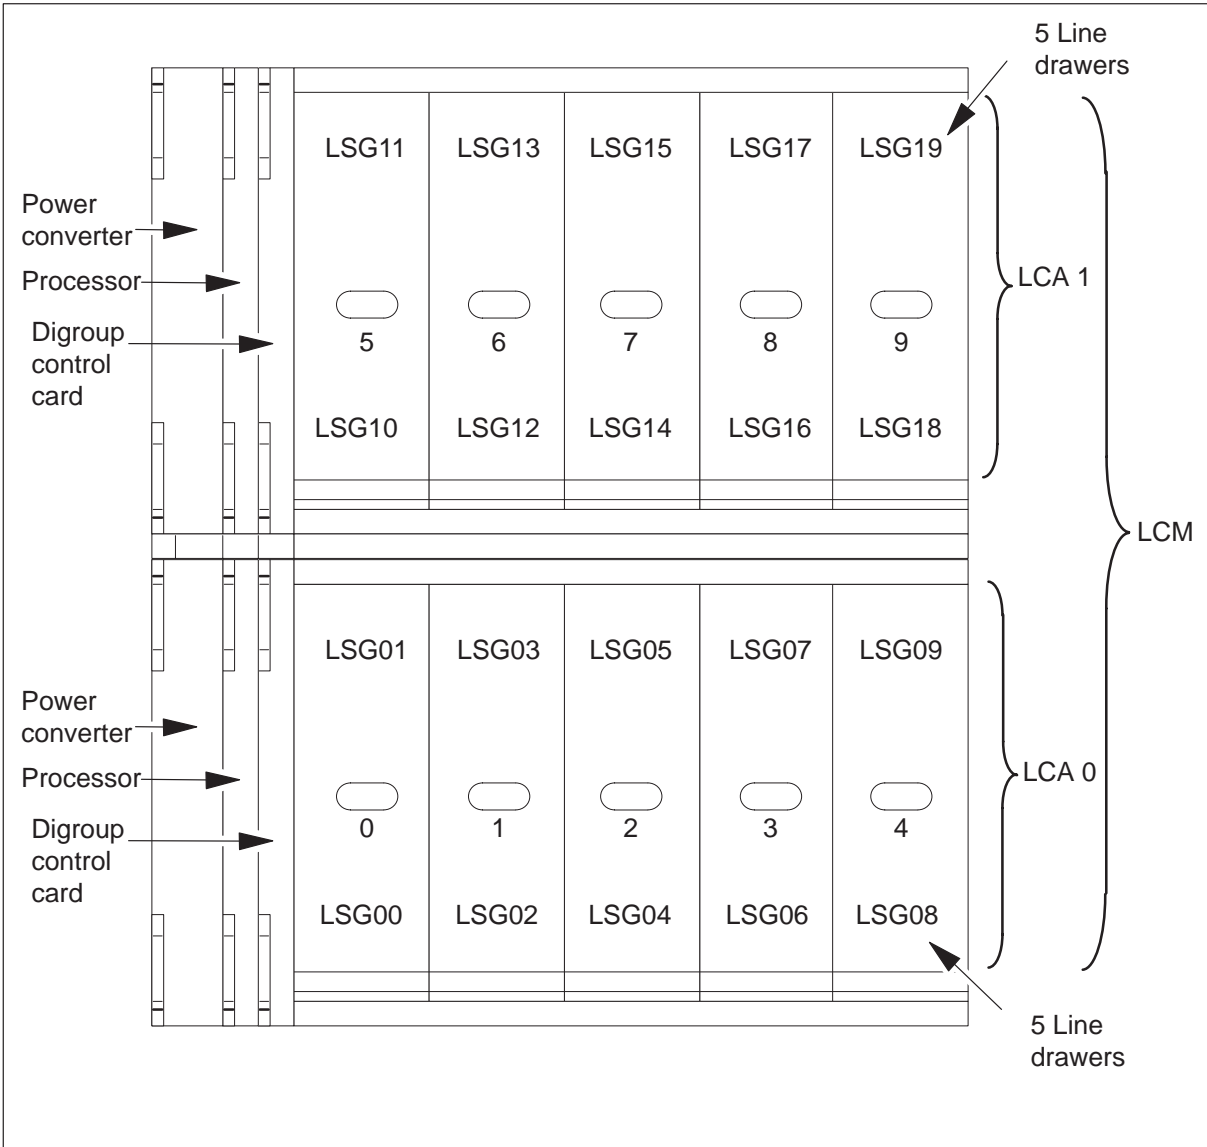 5 Line
drawers
LSG11 LSG13 LSG15 LSG17 LSG19
Power
converter
Processor
LCA 1
Digroup
control
card
5 6 7 8 9
LSG10 LSG12 LSG14 LSG16 LSG18
LCM
LSG01 LSG03 LSG05 LSG07 LSG09
Power
converter
Processor
LCA 0
Digroup
control
card
0 1 2 3 4
LSG00 LSG02 LSG04 LSG06 LSG08
5 Line
drawers